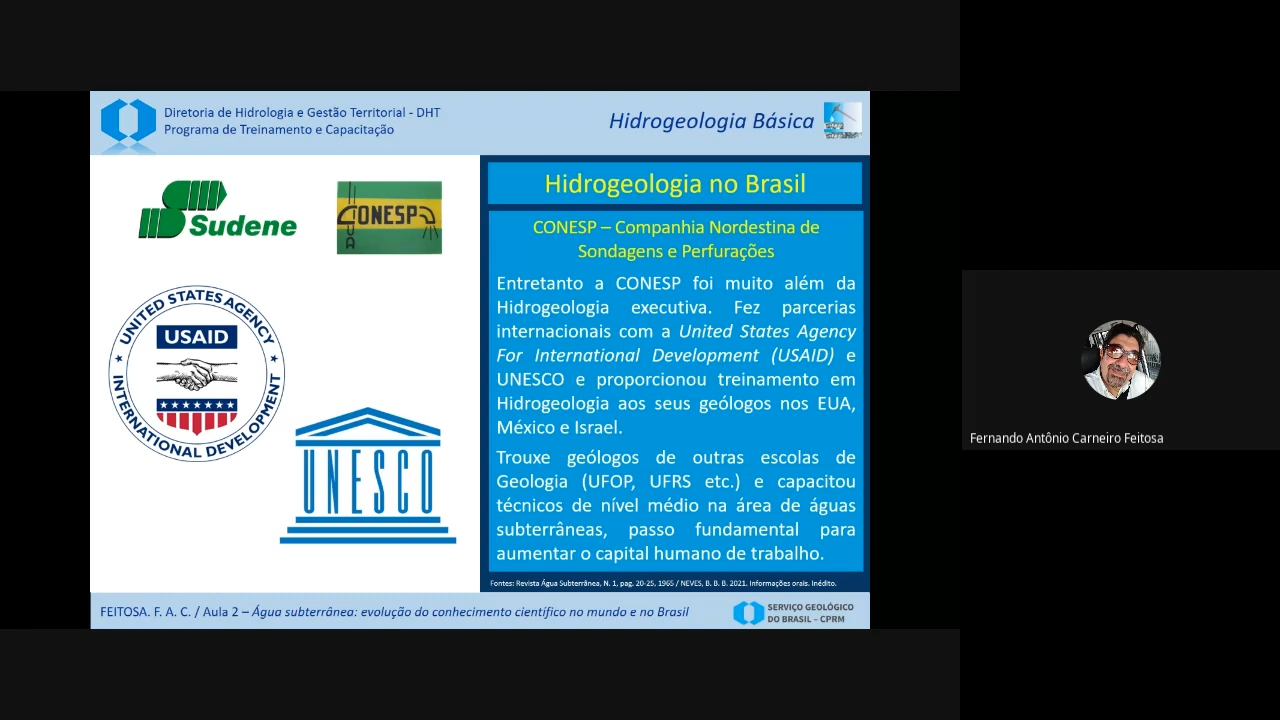 Diretoria de Hidrologia e Gestão Territorial - DHT
Programa de Treinamento e Capacitação
Hidrogeologia Básica
Sudene
CONESP
ÁGUA
UNITED STATES AGENCY
USAID
INTERNATIONAL DEVELOPMENT
UNESCO
Hidrogeologia no Brasil
CONESP – Companhia Nordestina de
Sondagens e Perfurações
Entretanto a CONESP foi muito além da
Hidrogeologia executiva. Fez parcerias
internacionais com a United States Agency
For International Development (USAID) e
UNESCO e proporcionou treinamento em
Hidrogeologia aos seus geólogos nos EUA,
México e Israel.
Trouxe geólogos de outras escolas de
Geologia (UFOP, UFRS etc.) e capacitou
técnicos de nível médio na área de águas
subterrâneas, passo fundamental para
aumentar o capital humano de trabalho.
Fontes: Revista Água Subterrânea, N. 1, pag. 20-25, 1965 / NEVES, B. B. B. 2021. Informações orais. Inédito.
FEITOSA. F. A. C. / Aula 2 – Água subterrânea: evolução do conhecimento científico no mundo e no Brasil
SERVIÇO GEOLÓGICO
DO BRASIL – CPRM
Fernando Antônio Carneiro Feitosa